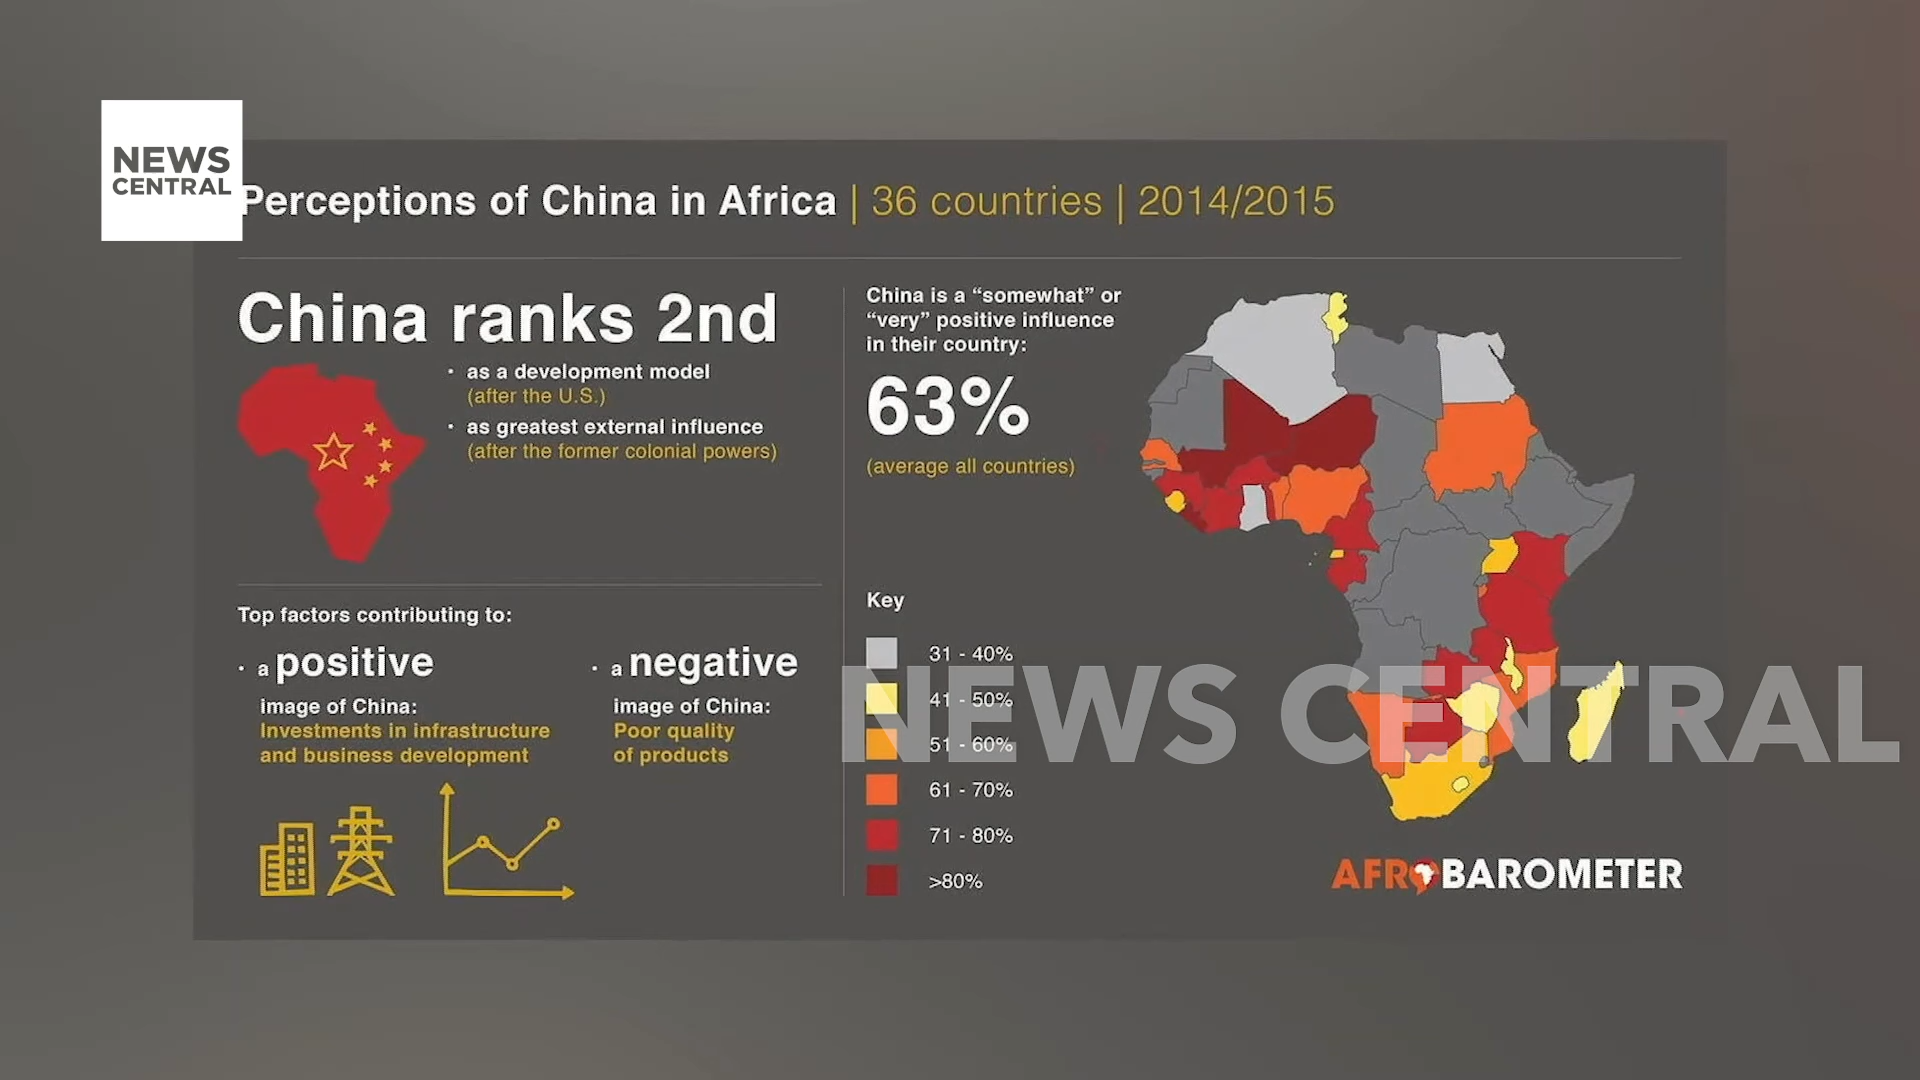 NEWS
CENTRAL
Perceptions of China in Africa | 36 countries | 2014/2015
China ranks 2nd
• as a development model
(after the U.S.)
• as greatest external influence
(after the former colonial powers)
Top factors contributing to:
• a positive
image of China:
Investments in infrastructure
and business development
• a negative
image of China:
Poor quality
of products
China is a “somewhat” or
“very” positive influence
in their country:
63%
(average all countries)
Key
31 - 40%
41 - 50%
51 - 60%
61 - 70%
71 - 80%
>80%
NEWS CENTRAL
AFROBAROMETER